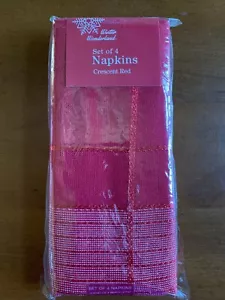 Winter
Wonderland
Set of 4
Napkins
Crescent Red
SET OF 4 NAPKINS